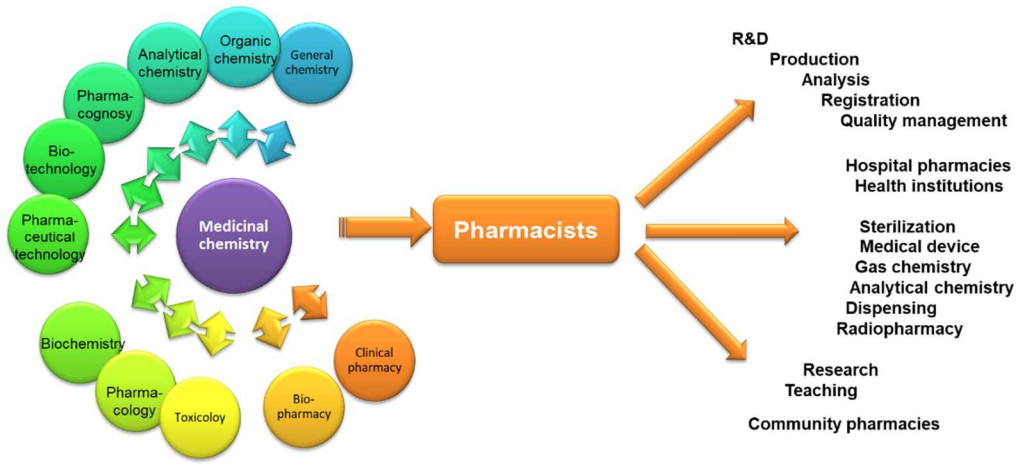 Organic
chemistry
General
chemistry
Analytical
chemistry
Pharma-
cognosy
Bio-
technology
Pharma-
ceutical
technology
Medicinal
chemistry
Biochemistry
Pharma-
cology
Toxicoloy
Bio-
pharmacy
Clinical
pharmacy
Pharmacists
R&D
Production
Analysis
Registration
Quality management
Hospital pharmacies
Health institutions
Sterilization
Medical device
Gas chemistry
Analytical chemistry
Dispensing
Radiopharmacy
Research
Teaching
Community pharmacies